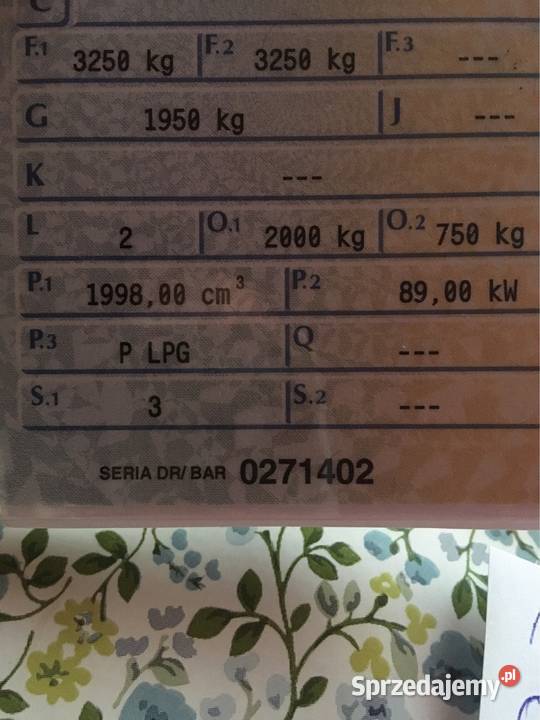 C
F.1 3250 kg F.2 3250 kg F.3 ---
G 1950 kg J ---
K ---
L 2 O.1 2000 kg O.2 750 kg
P.1 1998,00 cm³ P.2 89,00 kW
P.3 P LPG Q ---
S.1 3 S.2 ---
SERIA DR/ BAR 0271402
Sprzedajemy.pl